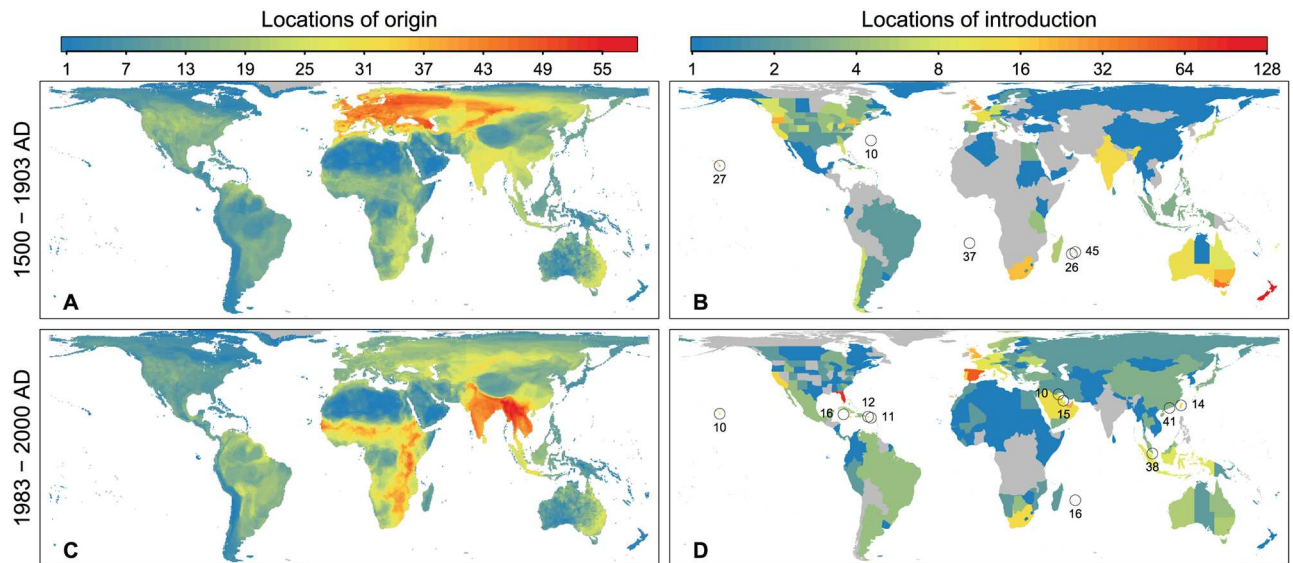 Locations of origin
Locations of introduction
1 7 13 19 25 31 37 43 49 55
1 2 4 8 16 32 64 128
1500 – 1903 AD
A
27
10
37
26
45
B
1983 – 2000 AD
C
10
16
12
11
10
15
41
14
38
16
D